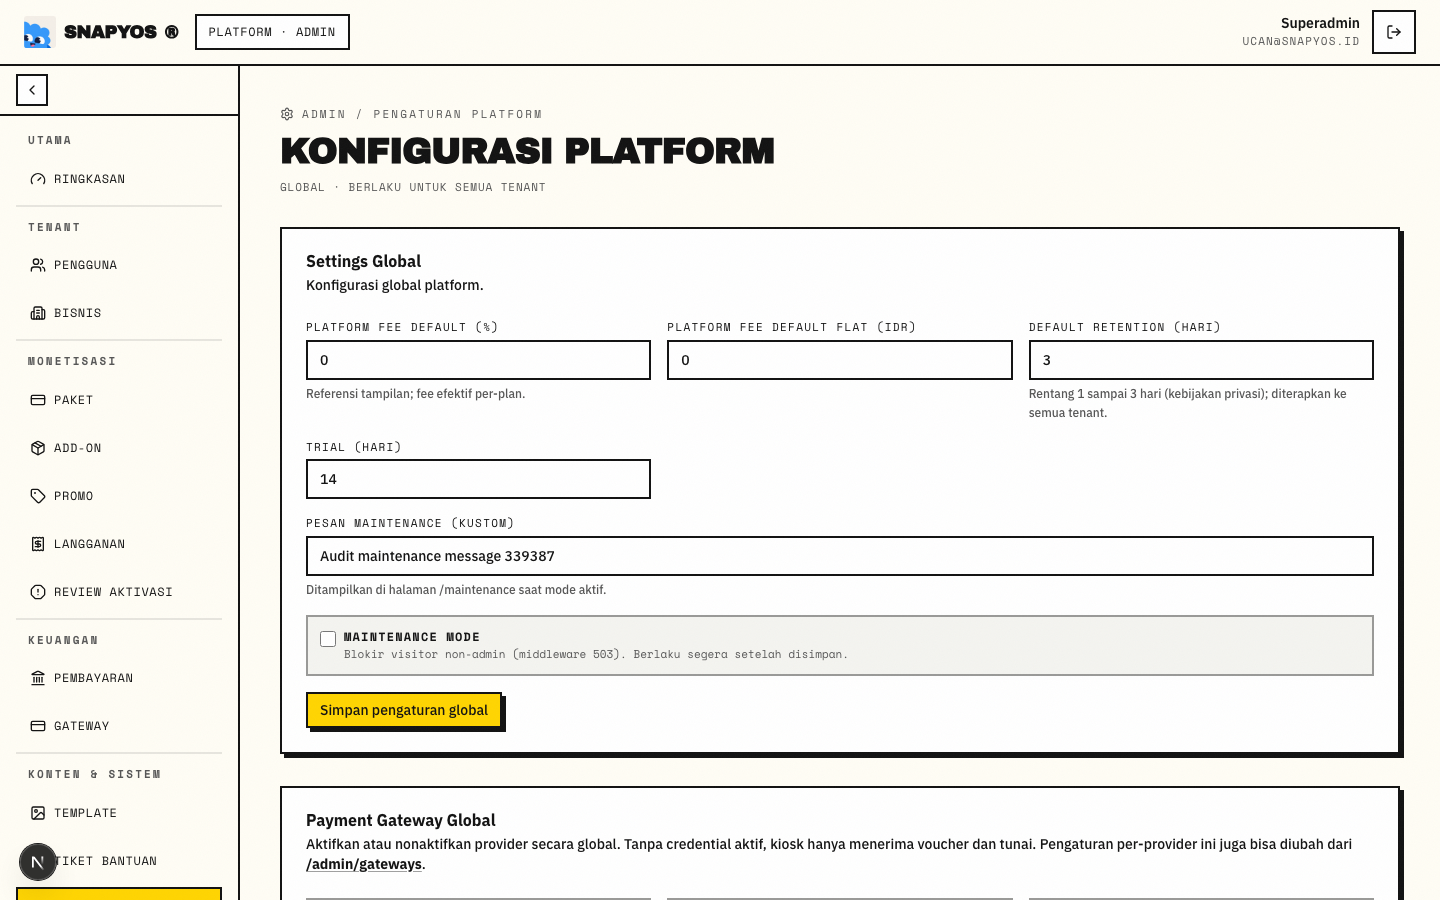 SNAPYOS ®
PLATFORM · ADMIN
Superadmin
UCAN@SNAPYOS.ID
UTAMA
RINGKASAN
TENANT
PENGGUNA
BISNIS
MONETISASI
PAKET
ADD-ON
PROMO
LANGGANAN
REVIEW AKTIVASI
KEUANGAN
PEMBAYARAN
GATEWAY
KONTEN & SISTEM
TEMPLATE
N
TIKET BANTUAN
ADMIN / PENGATURAN PLATFORM
KONFIGURASI PLATFORM
GLOBAL · BERLAKU UNTUK SEMUA TENANT
Settings Global
Konfigurasi global platform.
PLATFORM FEE DEFAULT (%)
0
Referensi tampilan; fee efektif per-plan.
PLATFORM FEE DEFAULT FLAT (IDR)
0
DEFAULT RETENTION (HARI)
3
Rentang 1 sampai 3 hari (kebijakan privasi); diterapkan ke
semua tenant.
TRIAL (HARI)
14
PESAN MAINTENANCE (KUSTOM)
Audit maintenance message 339387
Ditampilkan di halaman /maintenance saat mode aktif.
MAINTENANCE MODE
Blokir visitor non-admin (middleware 503). Berlaku segera setelah disimpan.
Simpan pengaturan global
Payment Gateway Global
Aktifkan atau nonaktifkan provider secara global. Tanpa credential aktif, kiosk hanya menerima voucher dan tunai. Pengaturan per-provider ini juga bisa diubah dari
/admin/gateways.